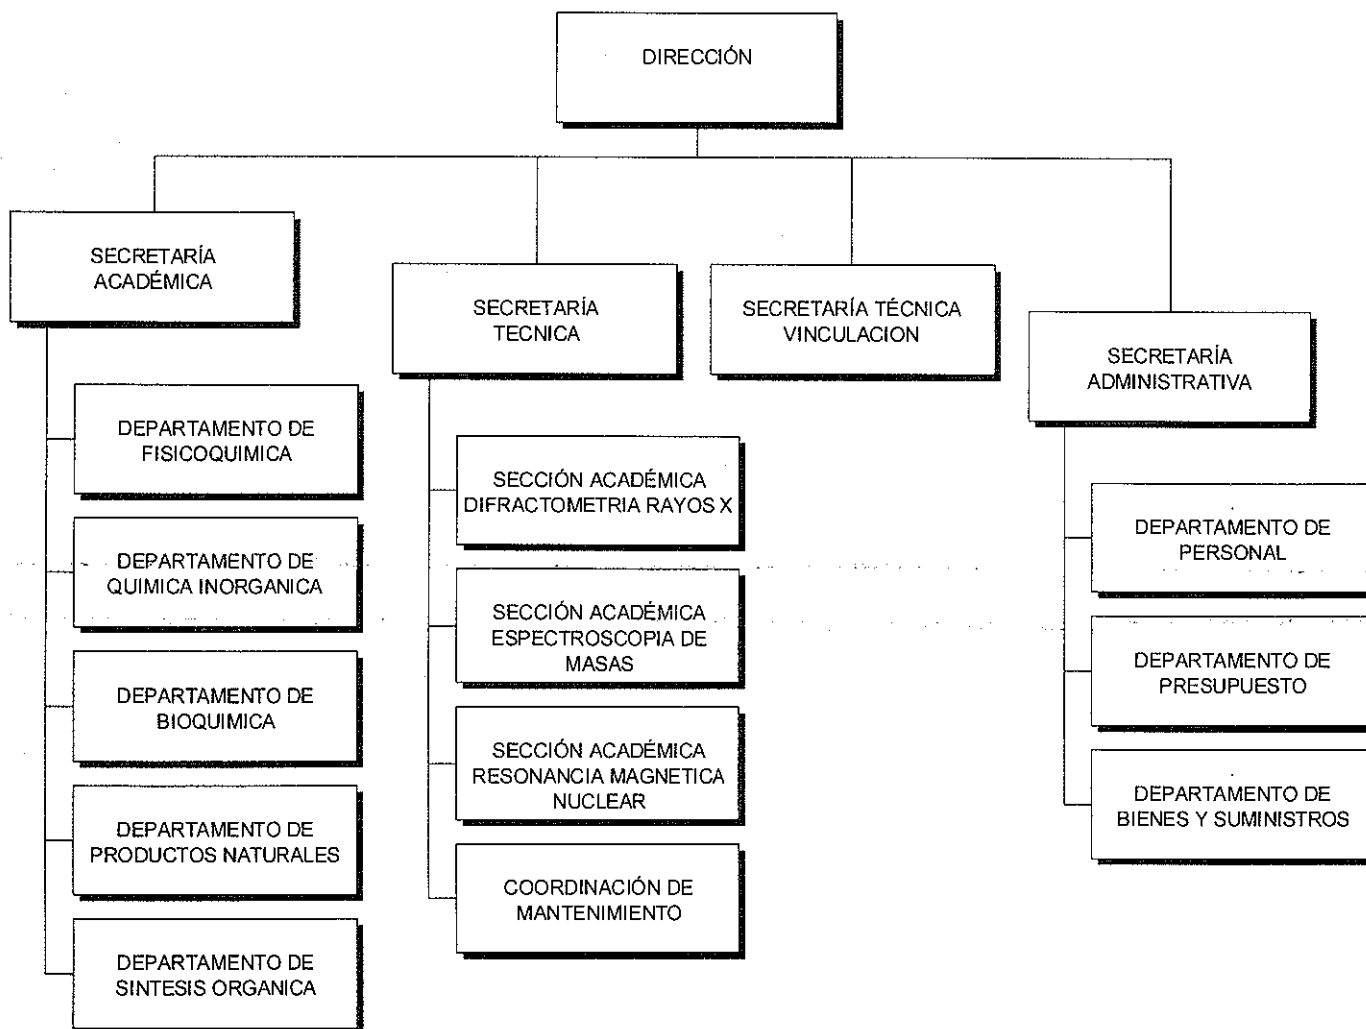 DIRECCIÓN
SECRETARÍA
ACADÉMICA
DEPARTAMENTO DE
FISICOQUIMICA
DEPARTAMENTO DE
QUIMICA INORGANICA
DEPARTAMENTO DE
BIOQUIMICA
DEPARTAMENTO DE
PRODUCTOS NATURALES
DEPARTAMENTO DE
SINTESIS ORGANICA
SECRETARÍA
TECNICA
SECCIÓN ACADÉMICA
DIFRACTOMETRIA RAYOS X
SECCIÓN ACADÉMICA
ESPECTROSCOPIA DE
MASAS
SECCIÓN ACADÉMICA
RESONANCIA MAGNETICA
NUCLEAR
COORDINACIÓN DE
MANTENIMIENTO
SECRETARÍA TÉCNICA
VINCULACION
SECRETARÍA
ADMINISTRATIVA
DEPARTAMENTO DE
PERSONAL
DEPARTAMENTO DE
PRESUPUESTO
DEPARTAMENTO DE
BIENES Y SUMINISTROS